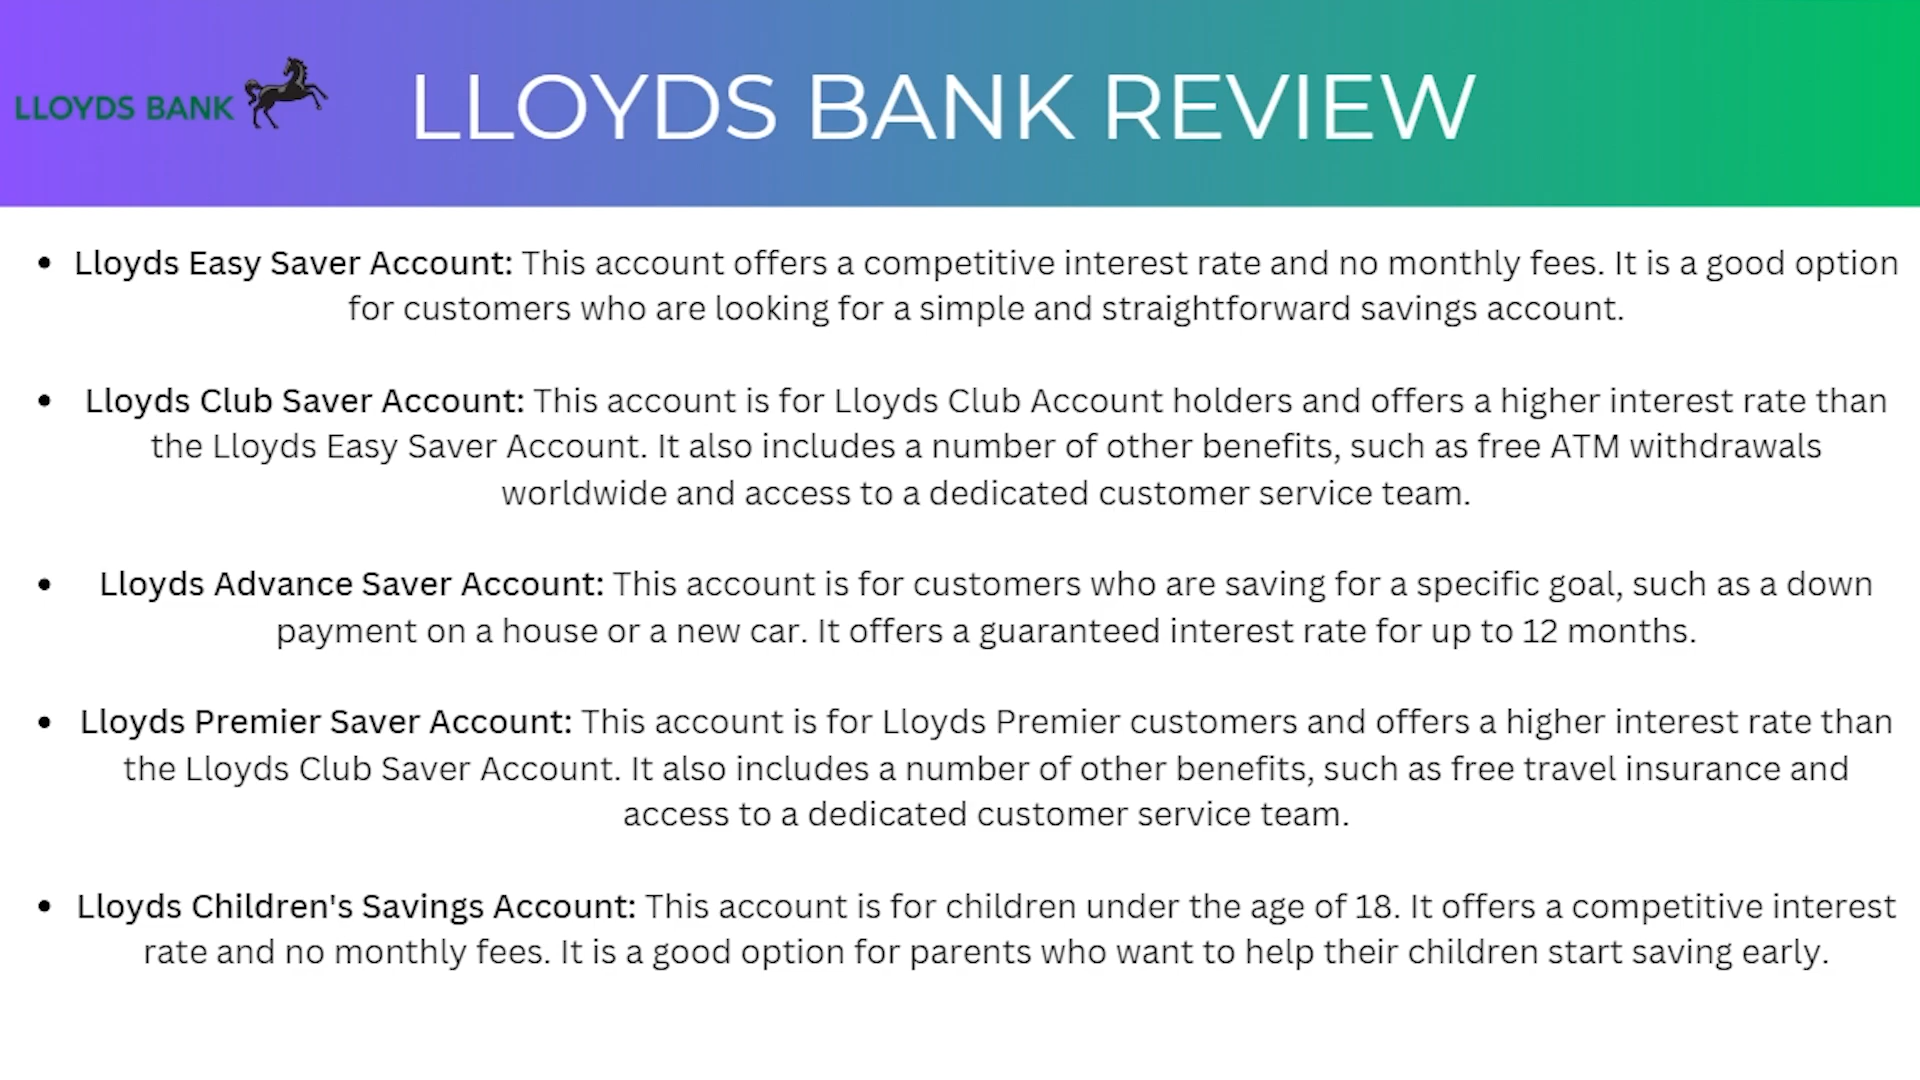 LLOYDS BANK
LLOYDS BANK REVIEW
• Lloyds Easy Saver Account: This account offers a competitive interest rate and no monthly fees. It is a good option
for customers who are looking for a simple and straightforward savings account.
• Lloyds Club Saver Account: This account is for Lloyds Club Account holders and offers a higher interest rate than
the Lloyds Easy Saver Account. It also includes a number of other benefits, such as free ATM withdrawals
worldwide and access to a dedicated customer service team.
• Lloyds Advance Saver Account: This account is for customers who are saving for a specific goal, such as a down
payment on a house or a new car. It offers a guaranteed interest rate for up to 12 months.
• Lloyds Premier Saver Account: This account is for Lloyds Premier customers and offers a higher interest rate than
the Lloyds Club Saver Account. It also includes a number of other benefits, such as free travel insurance and
access to a dedicated customer service team.
• Lloyds Children's Savings Account: This account is for children under the age of 18. It offers a competitive interest
rate and no monthly fees. It is a good option for parents who want to help their children start saving early.